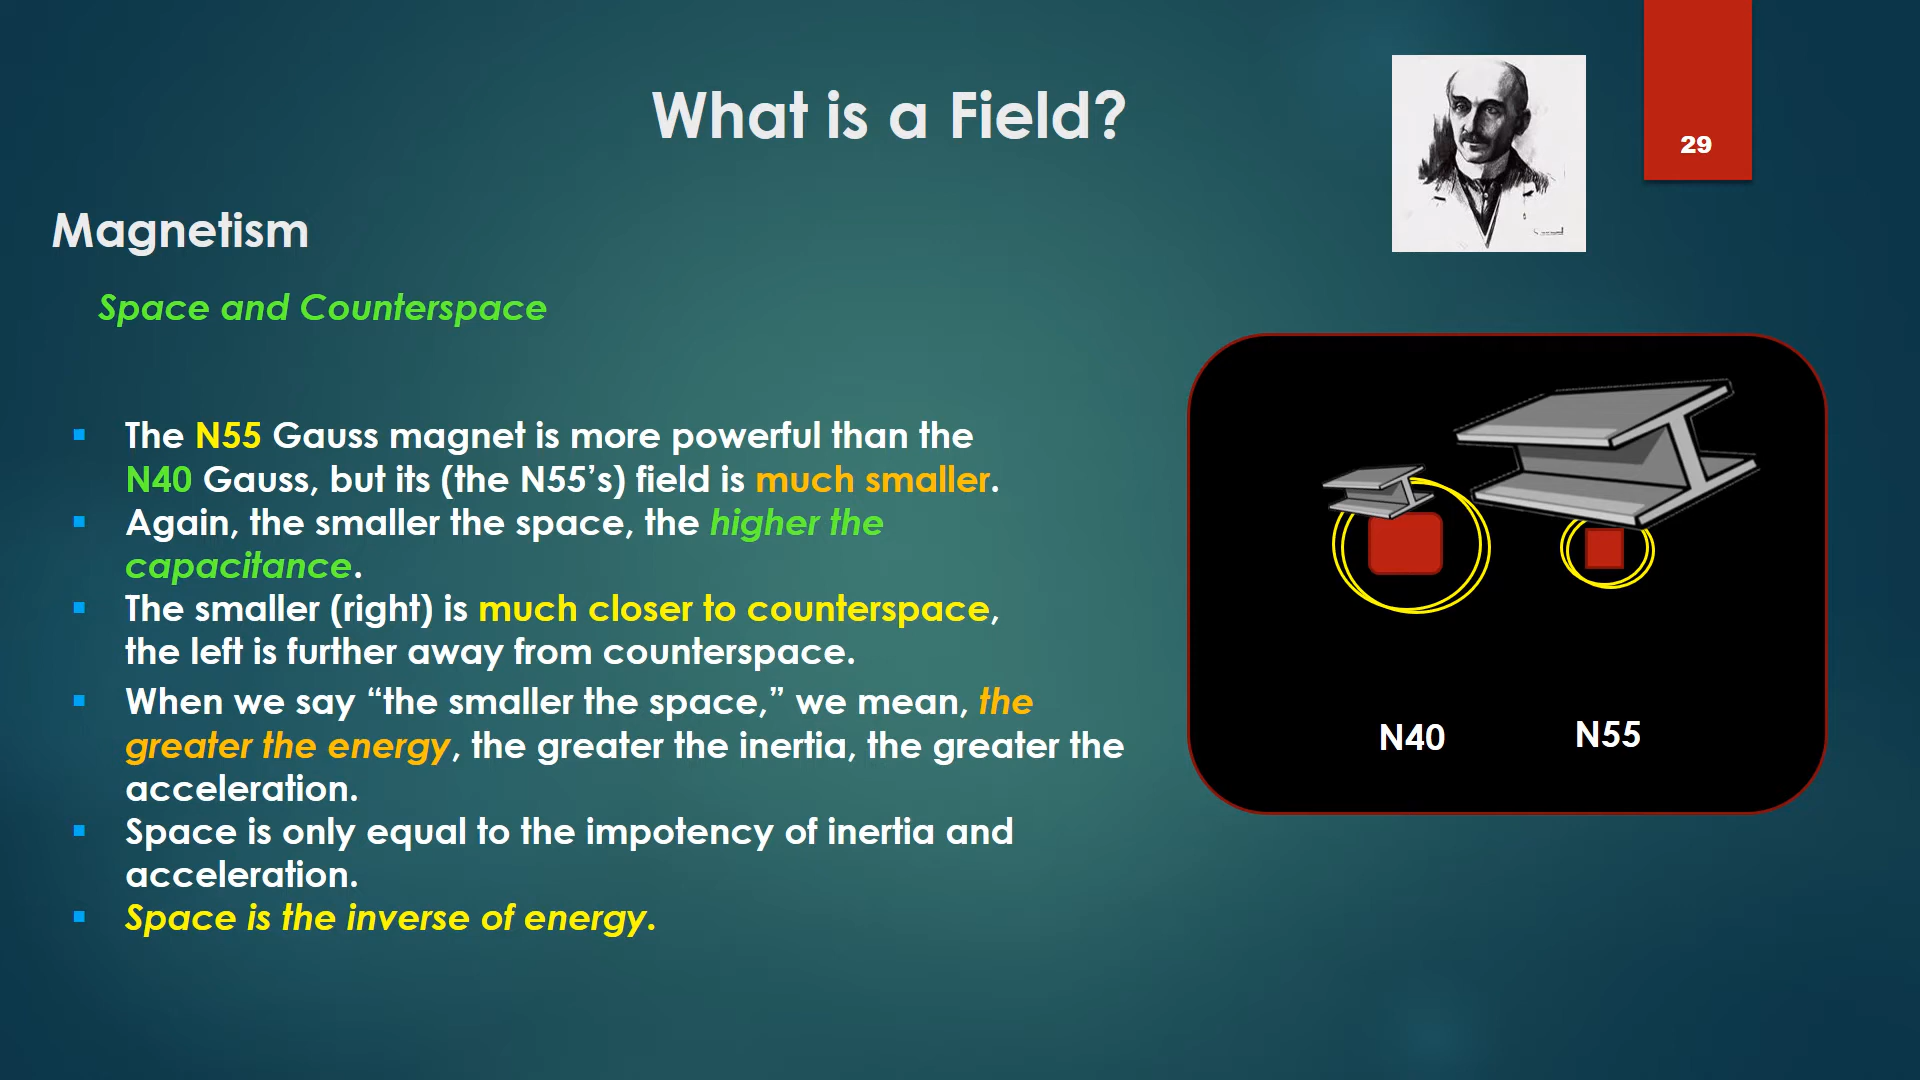 What is a Field?
29
Magnetism
Space and Counterspace
The N55 Gauss magnet is more powerful than the
N40 Gauss, but its (the N55’s) field is much smaller.
Again, the smaller the space, the higher the
capacitance.
The smaller (right) is much closer to counterspace,
the left is further away from counterspace.
When we say “the smaller the space,” we mean, the
greater the energy, the greater the inertia, the greater the
acceleration.
Space is only equal to the impotency of inertia and
acceleration.
Space is the inverse of energy.
N40
N55